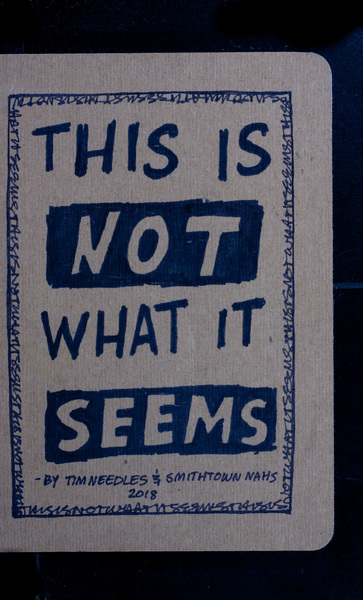 THIS IS
NOT
WHAT IT
SEEMS
- BY TIM NEEDLES & SMITHTOWN NAHS
2018